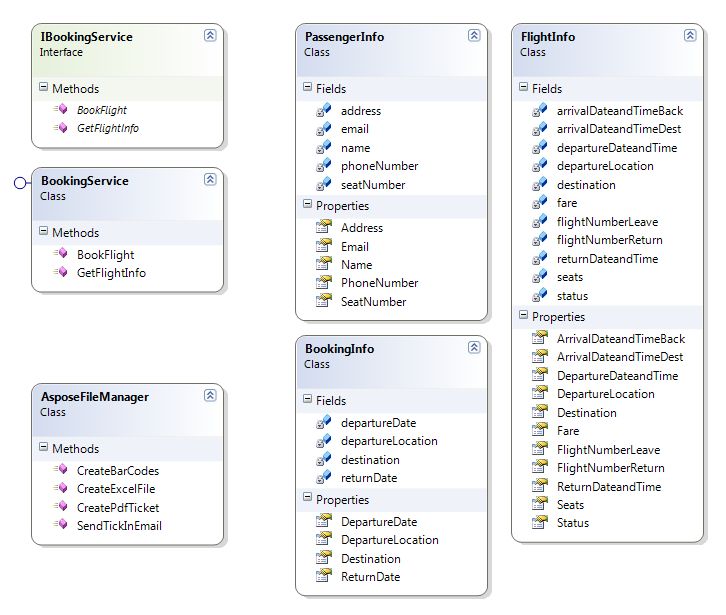 IBookingService
Interface
Methods
BookFlight
GetFlightInfo
BookingService
Class
Methods
BookFlight
GetFlightInfo
AsposeFileManager
Class
Methods
CreateBarCodes
CreateExcelFile
CreatePdfTicket
SendTickInEmail
PassengerInfo
Class
Fields
address
email
name
phoneNumber
seatNumber
Properties
Address
Email
Name
PhoneNumber
SeatNumber
BookingInfo
Class
Fields
departureDate
departureLocation
destination
returnDate
Properties
DepartureDate
DepartureLocation
Destination
ReturnDate
FlightInfo
Class
Fields
arrivalDateandTimeBack
arrivalDateandTimeDest
departureDateandTime
departureLocation
destination
fare
flightNumberLeave
flightNumberReturn
returnDateandTime
seats
status
Properties
ArrivalDateandTimeBack
ArrivalDateandTimeDest
DepartureDateandTime
DepartureLocation
Destination
Fare
FlightNumberLeave
FlightNumberReturn
ReturnDateandTime
Seats
Status